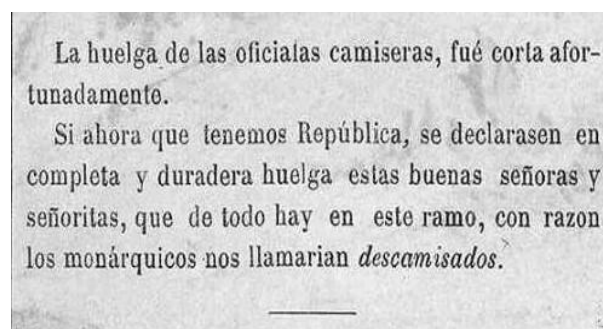 La huelga de las oficialas camiseras, fué corta afor-
tunadamente.
Si ahora que tenemos República, se declarasen en
completa y duradera huelga estas buenas señoras y
señoritas, que de todo hay en este ramo, con razon
los monárquicos nos llamarian descamisados.